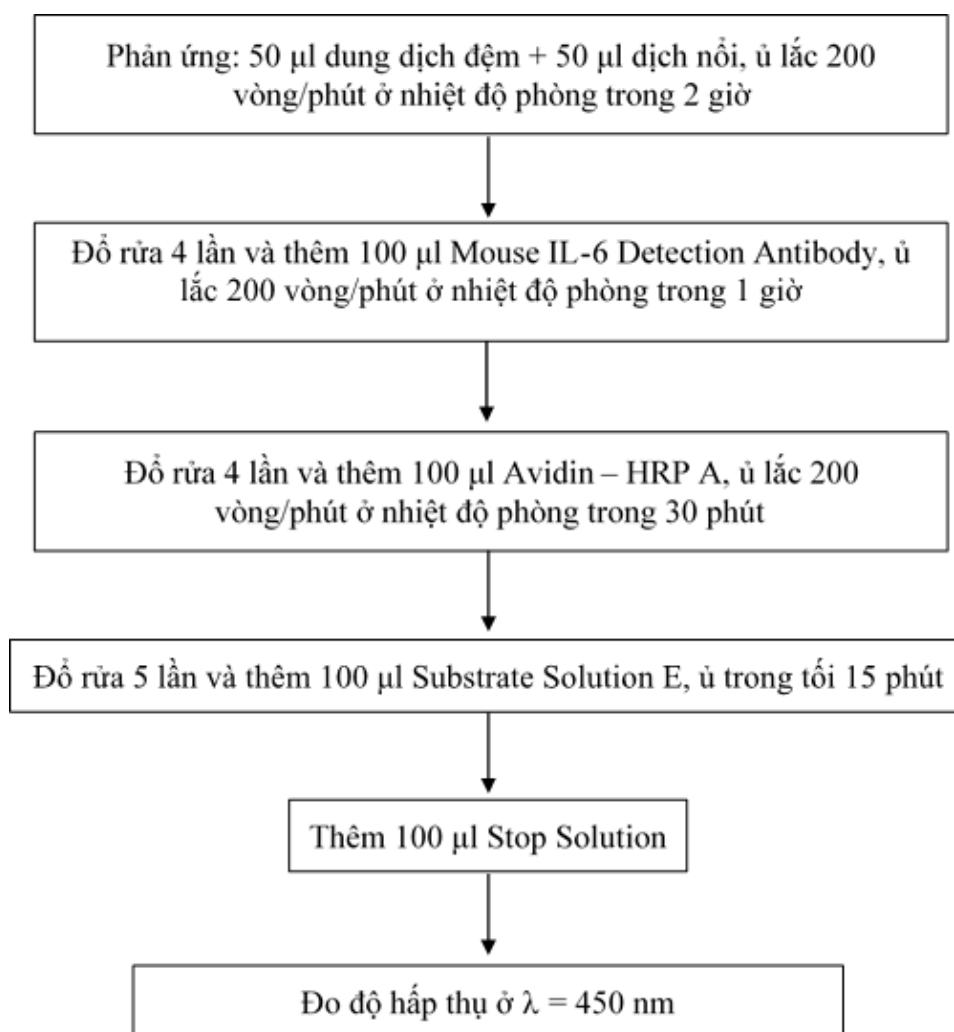 Phản ứng: 50 μl dung dịch đệm + 50 μl dịch nổi, ủ lắc 200
vòng/phút ở nhiệt độ phòng trong 2 giờ
Đổ rửa 4 lần và thêm 100 μl Mouse IL-6 Detection Antibody, ủ
lắc 200 vòng/phút ở nhiệt độ phòng trong 1 giờ
Đổ rửa 4 lần và thêm 100 μl Avidin – HRP A, ủ lắc 200
vòng/phút ở nhiệt độ phòng trong 30 phút
Đổ rửa 5 lần và thêm 100 μl Substrate Solution E, ủ trong tối 15 phút
Thêm 100 μl Stop Solution
Đo độ hấp thụ ở λ = 450 nm